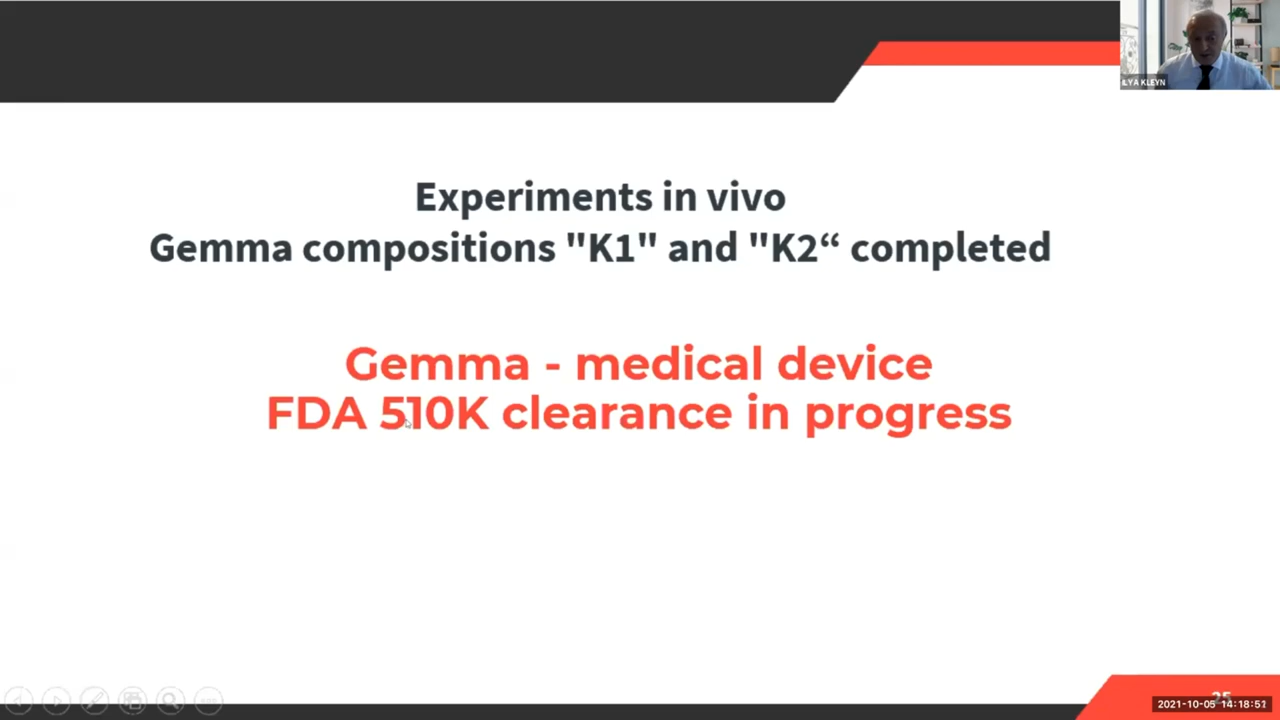 ILYA KLEYN
Experiments in vivo
Gemma compositions "K1" and "K2“ completed
Gemma - medical device
FDA 510K clearance in progress
25
2021-10-05 14:18:51